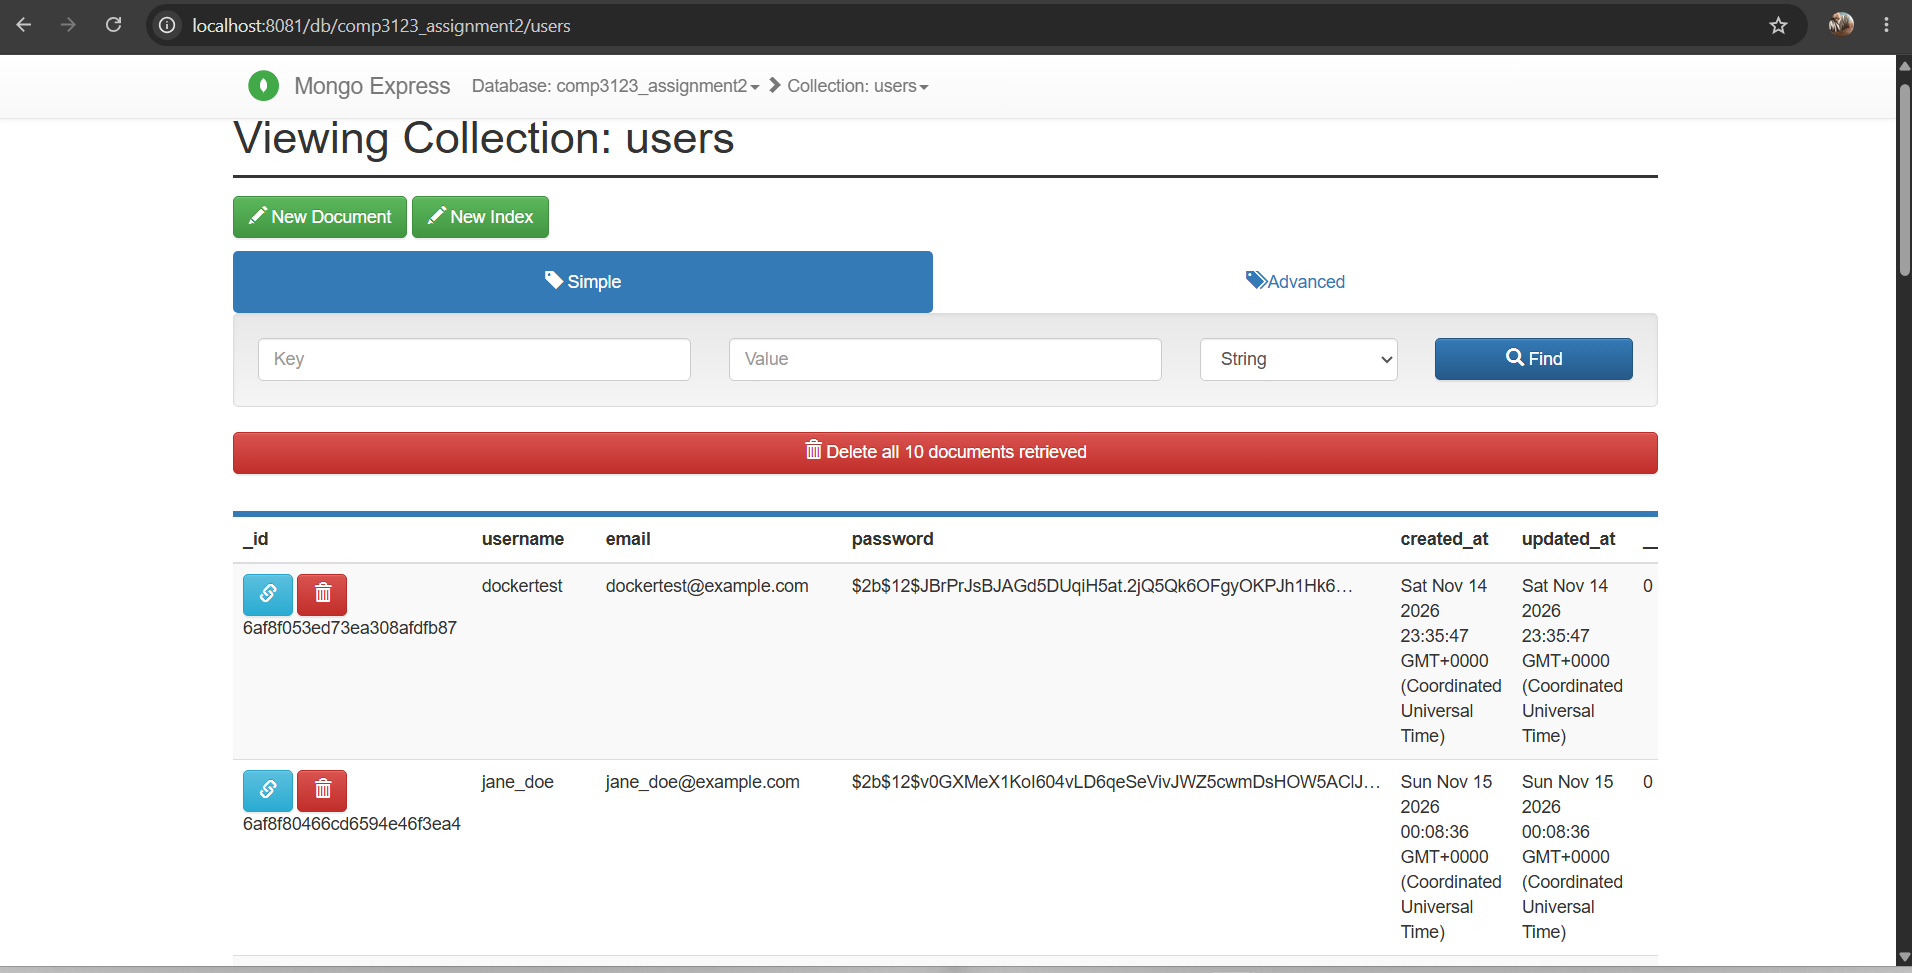 localhost:8081/db/comp3123_assignment2/users
Mongo Express Database: comp3123_assignment2 Collection: users
Viewing Collection: users
New Document New Index
Simple Advanced
Key Value String Find
Delete all 10 documents retrieved
_id username email password created_at updated_at __
dockertest dockertest@example.com $2b$12$JBrPrJsBJAGd5DUqiH5at.2jQ5Qk6OFgyOKPJh1Hk6… Sat Nov 14 Sat Nov 14 0
2026 2026
6af8f053ed73ea308afdfb87 23:35:47 23:35:47
GMT+0000 GMT+0000
(Coordinated (Coordinated
Universal Universal
Time) Time)
jane_doe jane_doe@example.com $2b$12$v0GXMeX1Kol604vLD6qeSeVivJWZ5cwmDsHOW5AClJ… Sun Nov 15 Sun Nov 15 0
2026 2026
6af8f80466cd6594e46f3ea4 00:08:36 00:08:36
GMT+0000 GMT+0000
(Coordinated (Coordinated
Universal Universal
Time) Time)